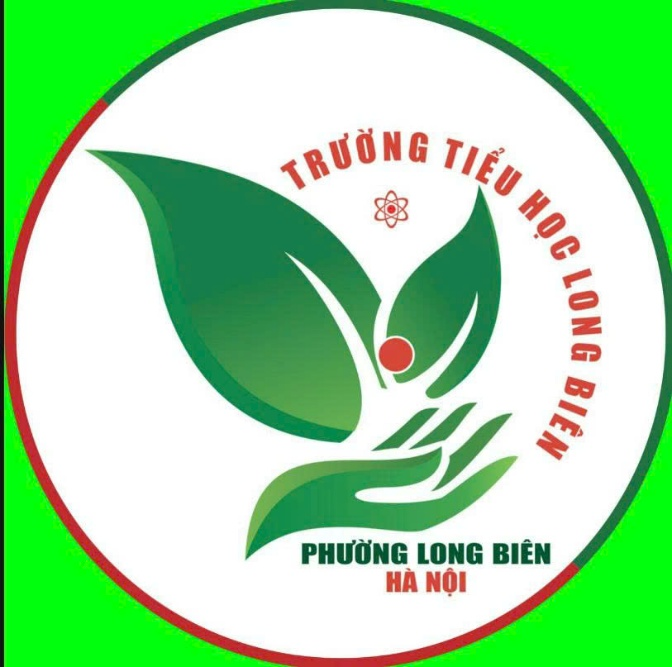 TRƯỜNG TIỂU HỌC LONG BIÊN
PHƯỜNG LONG BIÊN
HÀ NỘI